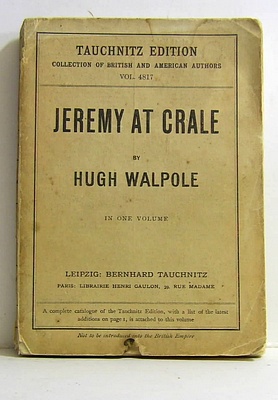 TAUCHNITZ EDITION
COLLECTION OF BRITISH AND AMERICAN AUTHORS
VOL. 4817
JEREMY AT CRALE
BY
HUGH WALPOLE
IN ONE VOLUME
LEIPZIG: BERNHARD TAUCHNITZ
PARIS: LIBRAIRIE HENRI GAULON, 39, RUE MADAME
A complete catalogue of the Tauchnitz Edition, with a list of the latest
additions on page 1, is attached to this volume
Not to be introduced into the British Empire